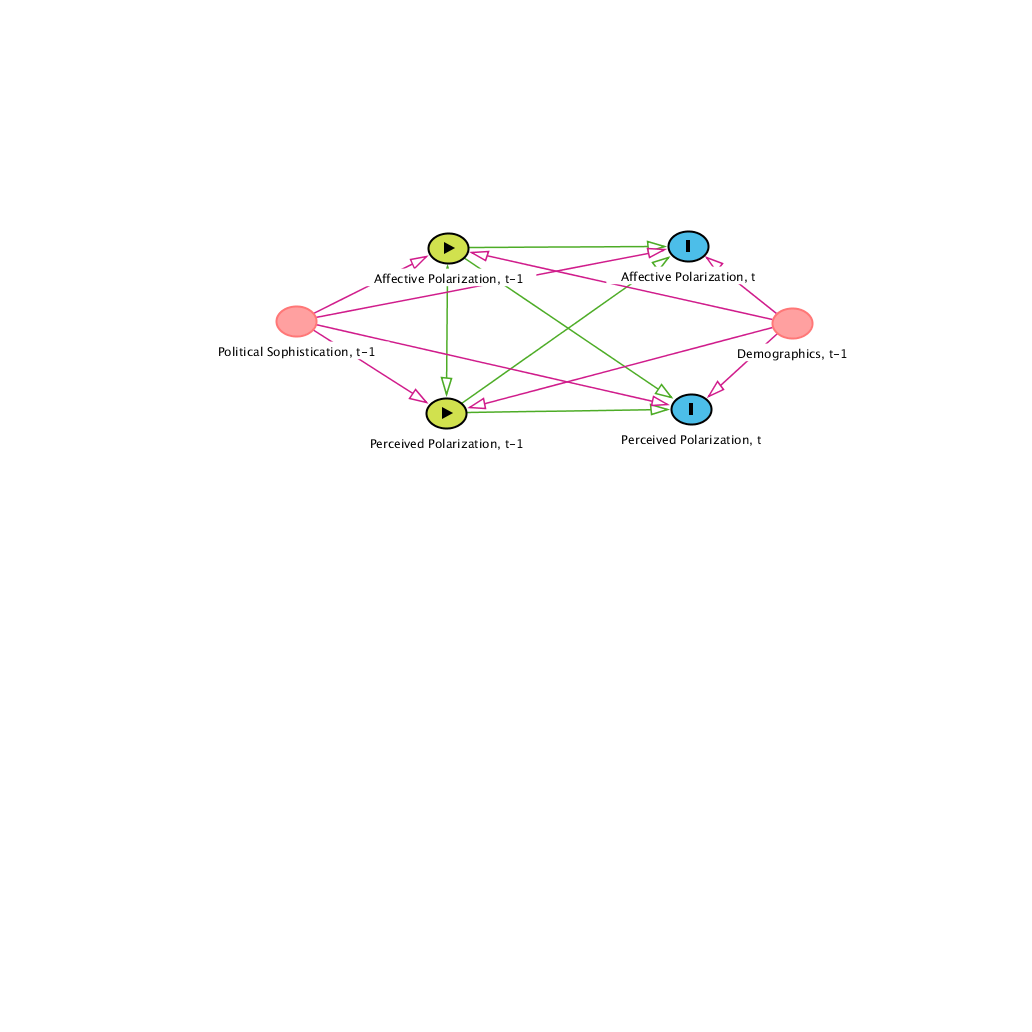 Affective Polarization, t-1
Affective Polarization, t
Political Sophistication, t-1
Demographics, t-1
Perceived Polarization, t-1
Perceived Polarization, t